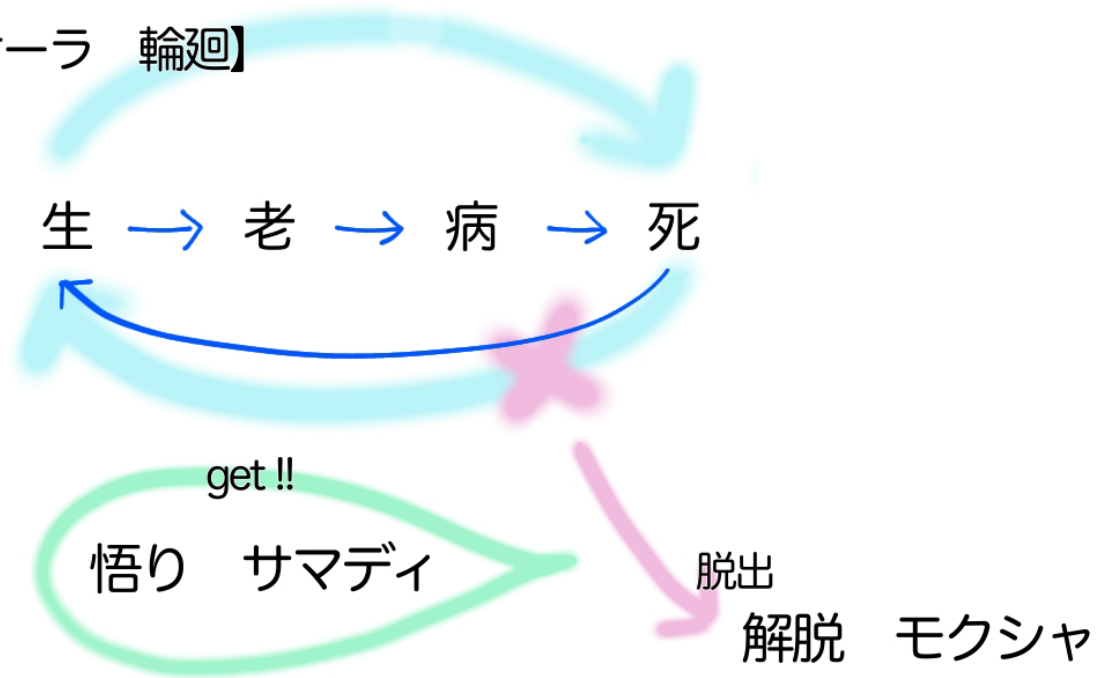 ーラ　輪廻】
生 → 老 → 病 → 死
get !!
悟り　サマディ
脱出
解脱　モクシャ